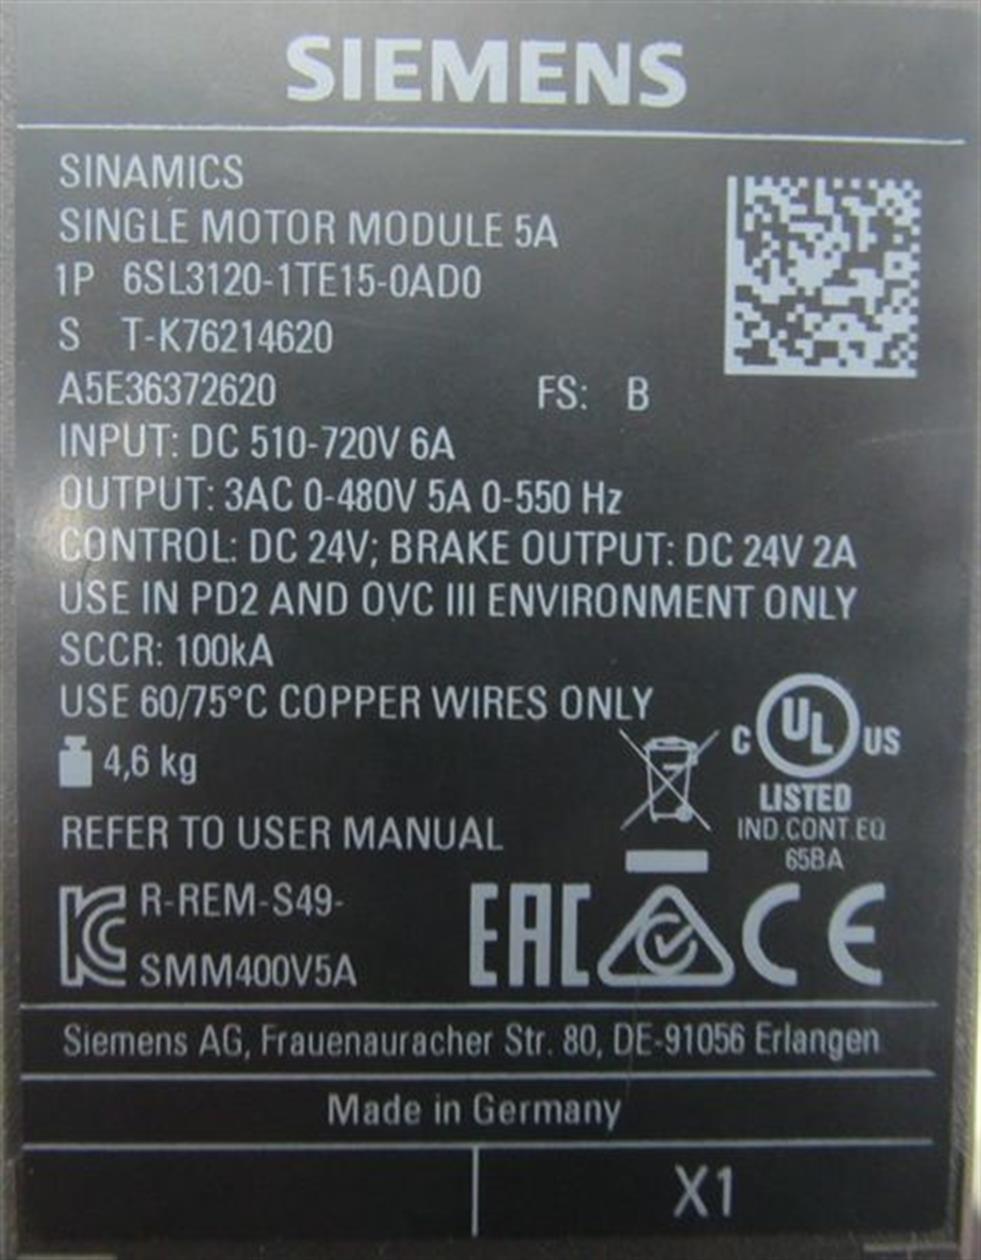 SIEMENS
SINAMICS
SINGLE MOTOR MODULE 5A
1P 6SL3120-1TE15-0AD0
S T-K76214620
A5E36372620 FS: B
INPUT: DC 510-720V 6A
OUTPUT: 3AC 0-480V 5A 0-550 Hz
CONTROL: DC 24V; BRAKE OUTPUT: DC 24V 2A
USE IN PD2 AND OVC III ENVIRONMENT ONLY
SCCR: 100kA
USE 60/75°C COPPER WIRES ONLY
4,6 kg
C UL US
LISTED
IND.CONT.EQ
65BA
REFER TO USER MANUAL
R-REM-S49-
SMM400V5A
EAC CE
Siemens AG, Frauenauracher Str. 80, DE-91056 Erlangen
Made in Germany
X1